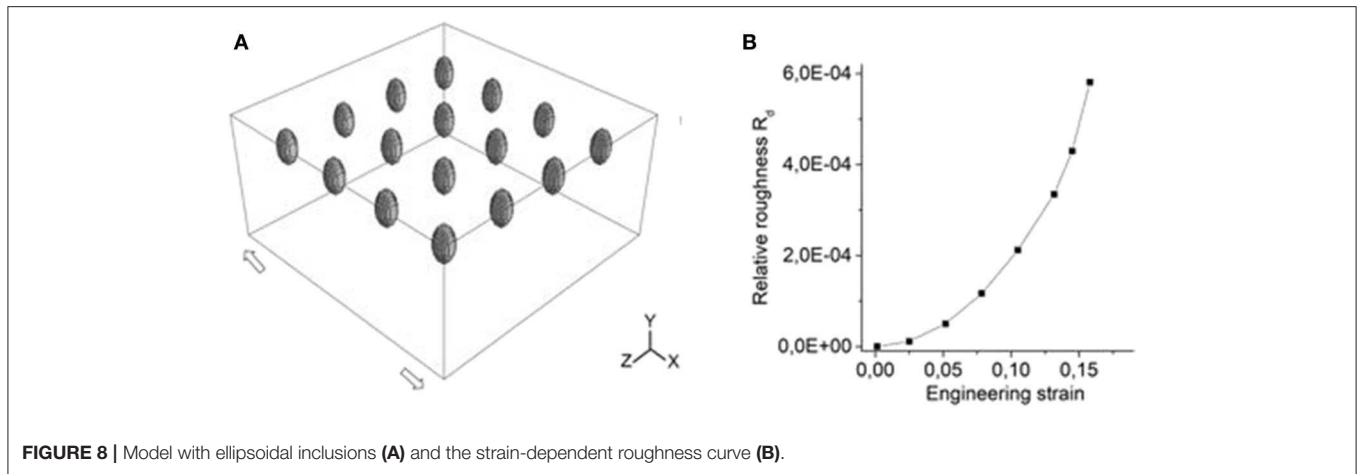 A
Y
Z
X
B
Relative roughness R_d
6,0E-04
4,0E-04
2,0E-04
0,0E+00
0,00
0,05
0,10
0,15
Engineering strain
FIGURE 8 | Model with ellipsoidal inclusions (A) and the strain-dependent roughness curve (B).